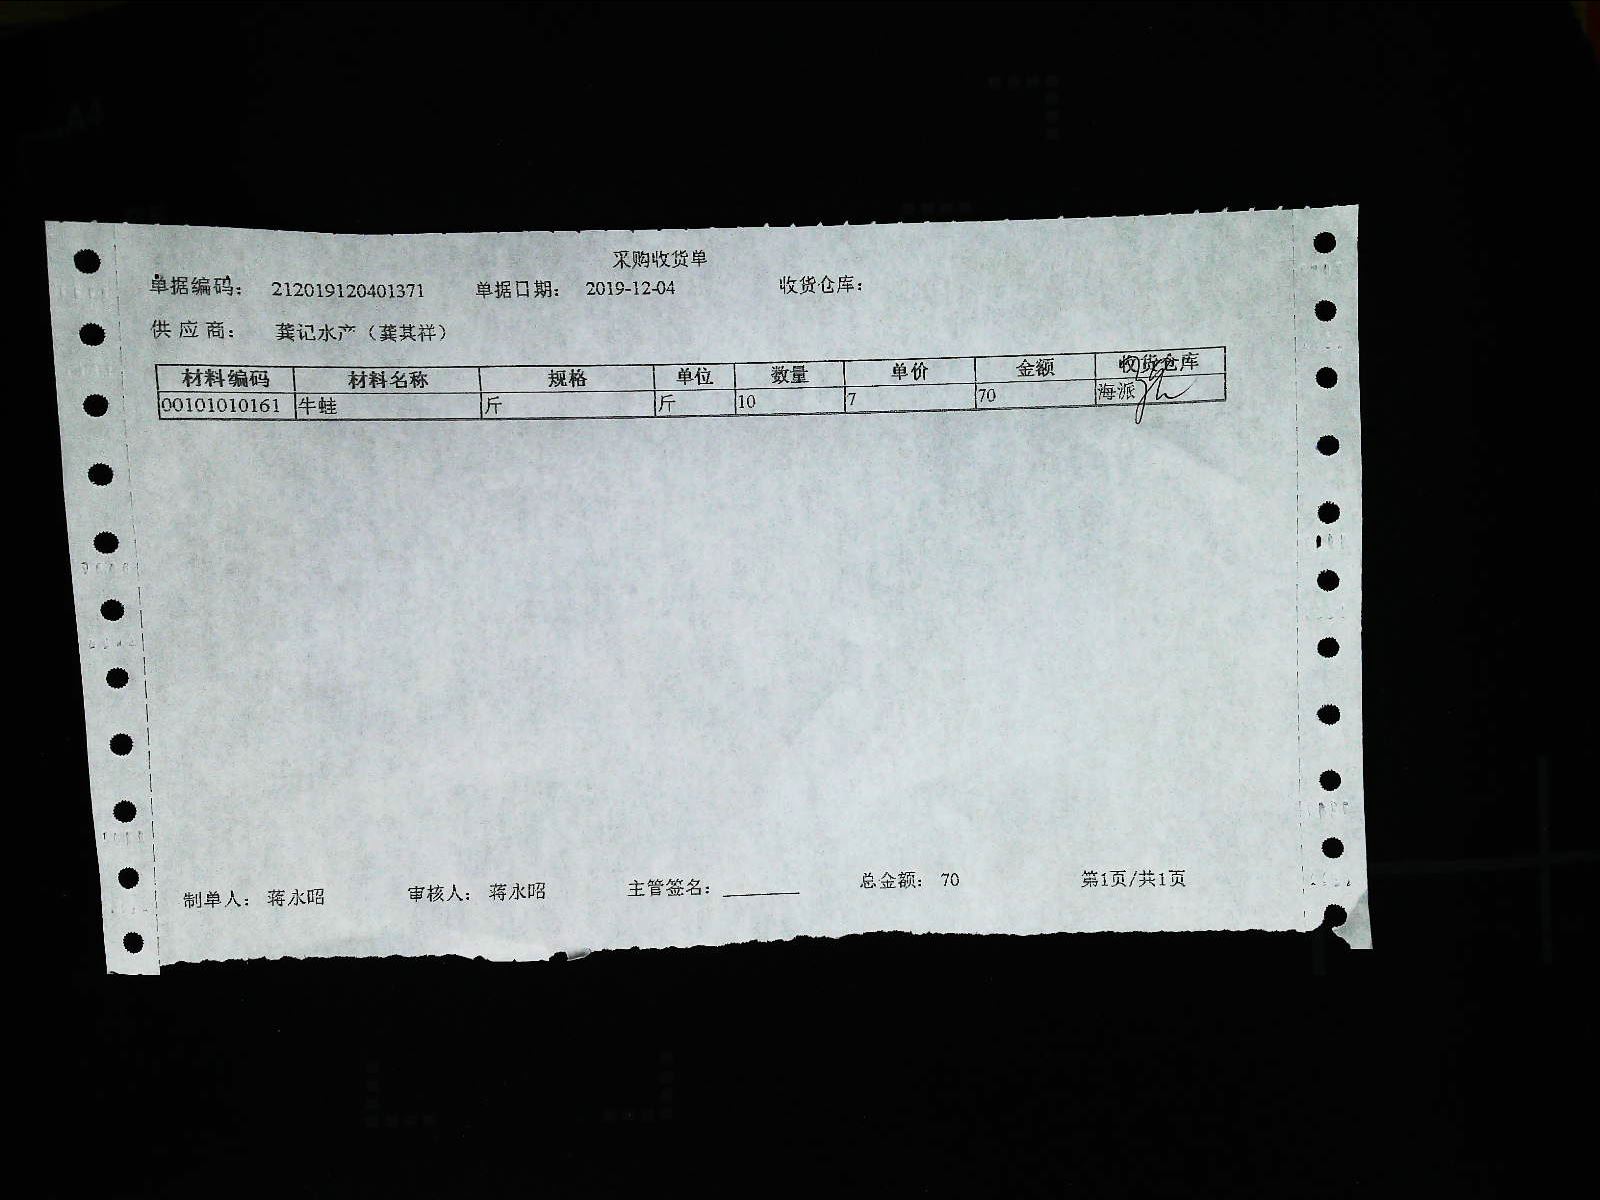 采购收货单
单据编码： 212019120401371 单据日期： 2019-12-04 收货仓库：
供应商： 龚记水产（龚其祥）
材料编码 材料名称 规格 单位 数量 单价 金额 收货仓库
00101010161 牛蛙 斤 斤 10 7 70 海派
制单人： 蒋永昭 审核人： 蒋永昭 主管签名： ________ 总金额： 70 第1页/共1页